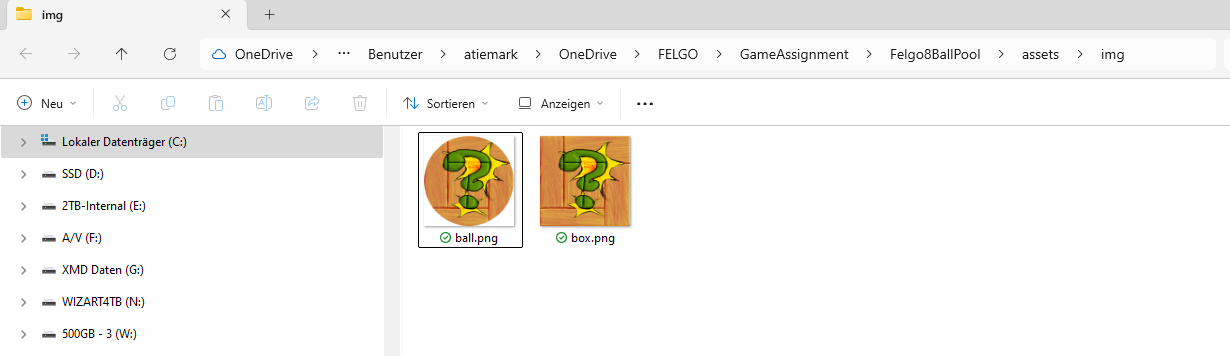 img
OneDrive > ... Benutzer > atiemark > OneDrive > FELGO > GameAssignment > Felgo8BallPool > assets > img
Neu Sortieren Anzeigen ...
Lokaler Datenträger (C:)
SSD (D:)
2TB-Internal (E:)
A/V (F:)
XMD Daten (G:)
WIZART4TB (N:)
500GB - 3 (W:)
?
ball.png
?
box.png